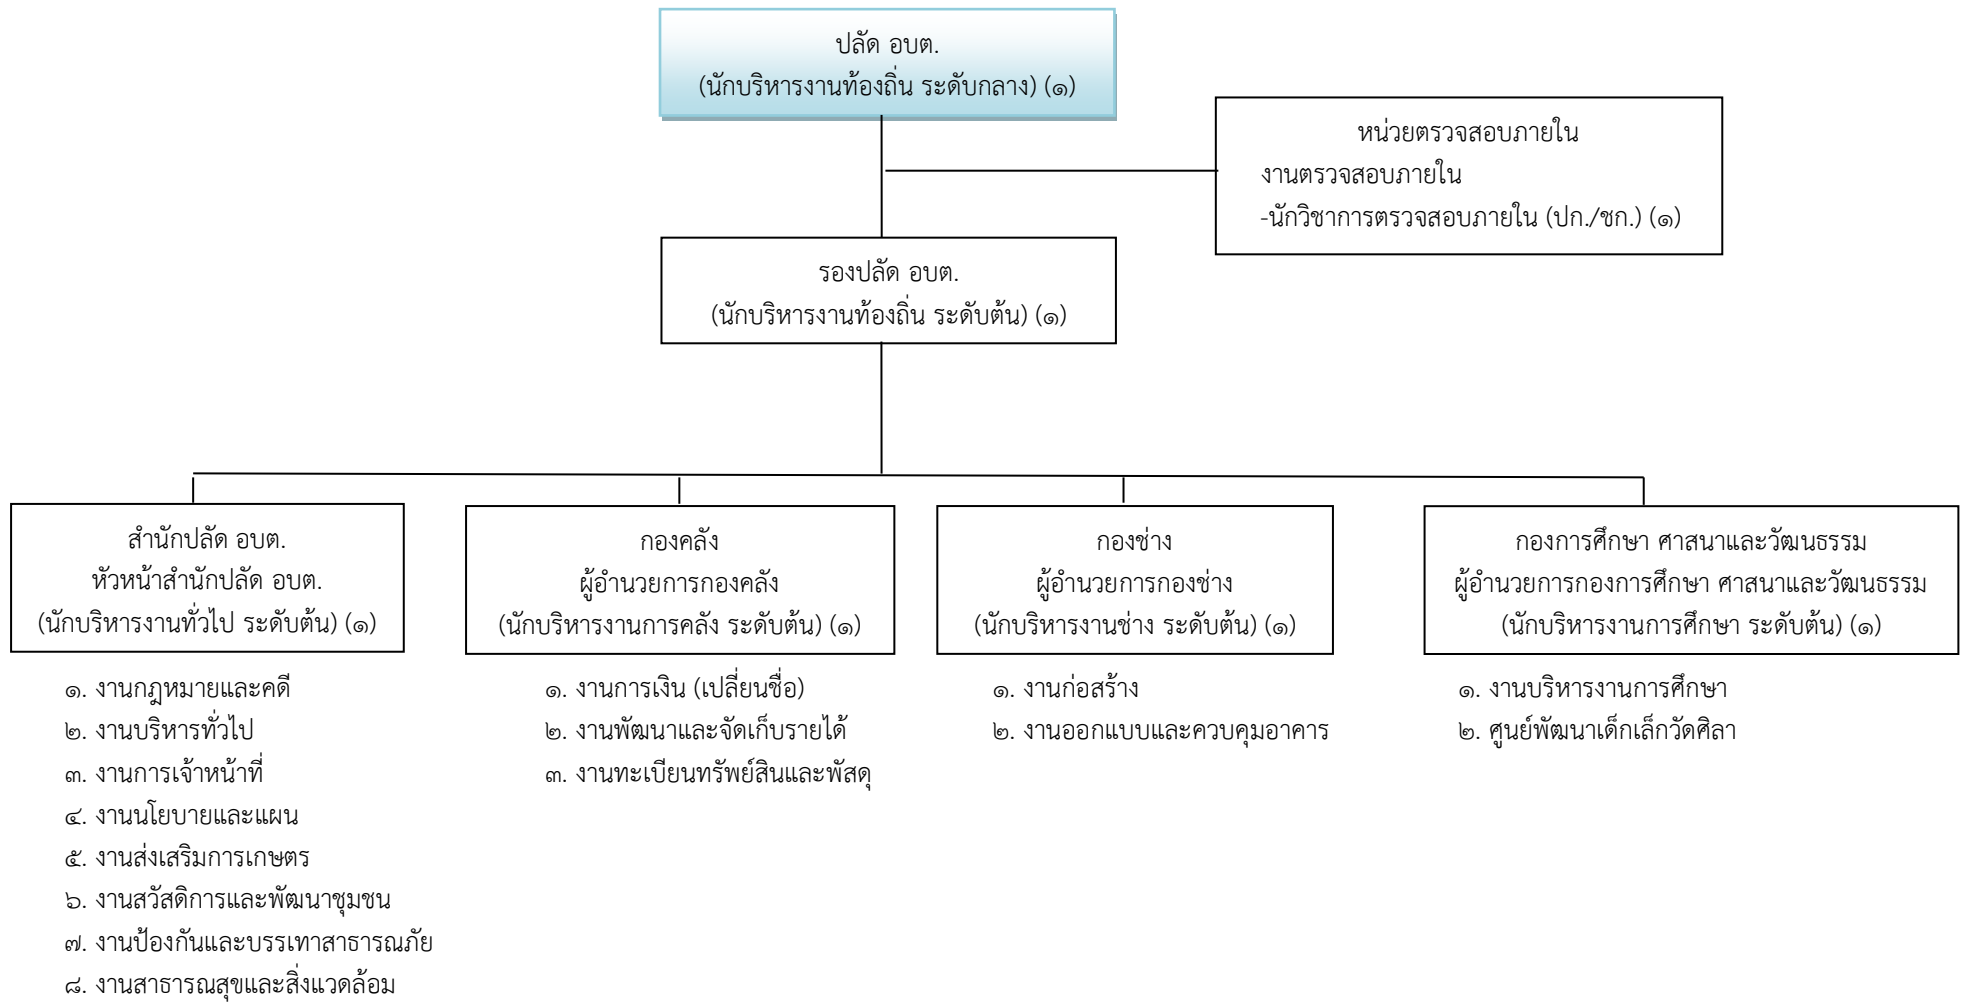 ปลัด อบต.
(นักบริหารงานท้องถิ่น ระดับกลาง) (๑)
หน่วยตรวจสอบภายใน
งานตรวจสอบภายใน
-นักวิชาการตรวจสอบภายใน (ปก./ชก.) (๑)
รองปลัด อบต.
(นักบริหารงานท้องถิ่น ระดับต้น) (๑)
สำนักปลัด อบต.
หัวหน้าสำนักปลัด อบต.
(นักบริหารงานทั่วไป ระดับต้น) (๑)
๑. งานกฎหมายและคดี
๒. งานบริหารทั่วไป
๓. งานการเจ้าหน้าที่
๔. งานนโยบายและแผน
๕. งานส่งเสริมการเกษตร
๖. งานสวัสดิการและพัฒนาชุมชน
๗. งานป้องกันและบรรเทาสาธารณภัย
๘. งานสาธารณสุขและสิ่งแวดล้อม
กองคลัง
ผู้อำนวยการกองคลัง
(นักบริหารงานการคลัง ระดับต้น) (๑)
๑. งานการเงิน (เปลี่ยนชื่อ)
๒. งานพัฒนาและจัดเก็บรายได้
๓. งานทะเบียนทรัพย์สินและพัสดุ
กองช่าง
ผู้อำนวยการกองช่าง
(นักบริหารงานช่าง ระดับต้น) (๑)
๑. งานก่อสร้าง
๒. งานออกแบบและควบคุมอาคาร
กองการศึกษา ศาสนาและวัฒนธรรม
ผู้อำนวยการกองการศึกษา ศาสนาและวัฒนธรรม
(นักบริหารงานการศึกษา ระดับต้น) (๑)
๑. งานบริหารงานการศึกษา
๒. ศูนย์พัฒนาเด็กเล็กวัดศิลา